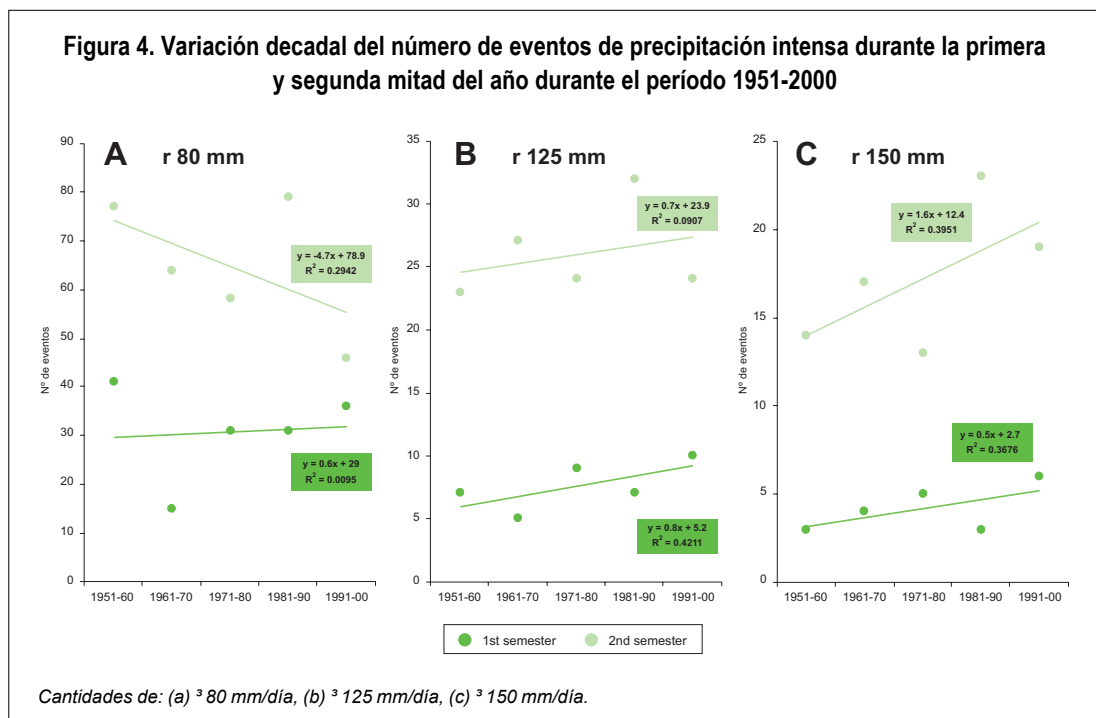 Figura 4. Variación decadal del número de eventos de precipitación intensa durante la primera
y segunda mitad del año durante el período 1951-2000
A r 80 mm
Nº de eventos
90
80
70
60
50
40
30
20
10
0
y = -4.7x + 78.9
R² = 0.2942
y = 0.6x + 29
R² = 0.0095
1951-60 1961-70 1971-80 1981-90 1991-00
B r 125 mm
Nº de eventos
35
30
25
20
15
10
5
0
y = 0.7x + 23.9
R² = 0.0907
y = 0.8x + 5.2
R² = 0.4211
1951-60 1961-70 1971-80 1981-90 1991-00
C r 150 mm
Nº de eventos
25
20
15
10
5
0
y = 1.6x + 12.4
R² = 0.3951
y = 0.5x + 2.7
R² = 0.3676
1951-60 1961-70 1971-80 1981-90 1991-00
1st semester 2nd semester
Cantidades de: (a) ³ 80 mm/día, (b) ³ 125 mm/día, (c) ³ 150 mm/día.